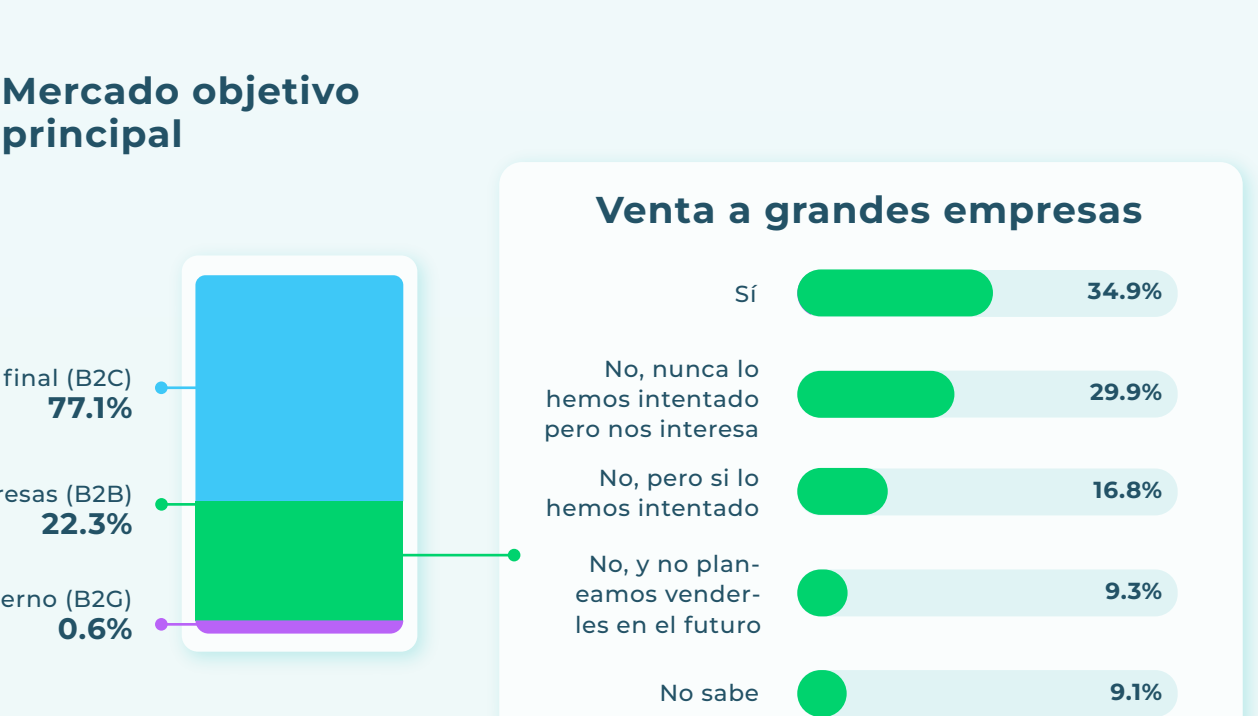 Mercado objetivo
principal
final (B2C)
77.1%
resas (B2B)
22.3%
erno (B2G)
0.6%
Venta a grandes empresas
Sí
34.9%
No, nunca lo
hemos intentado
pero nos interesa
29.9%
No, pero si lo
hemos intentado
16.8%
No, y no plan-
eamos vender-
les en el futuro
9.3%
No sabe
9.1%